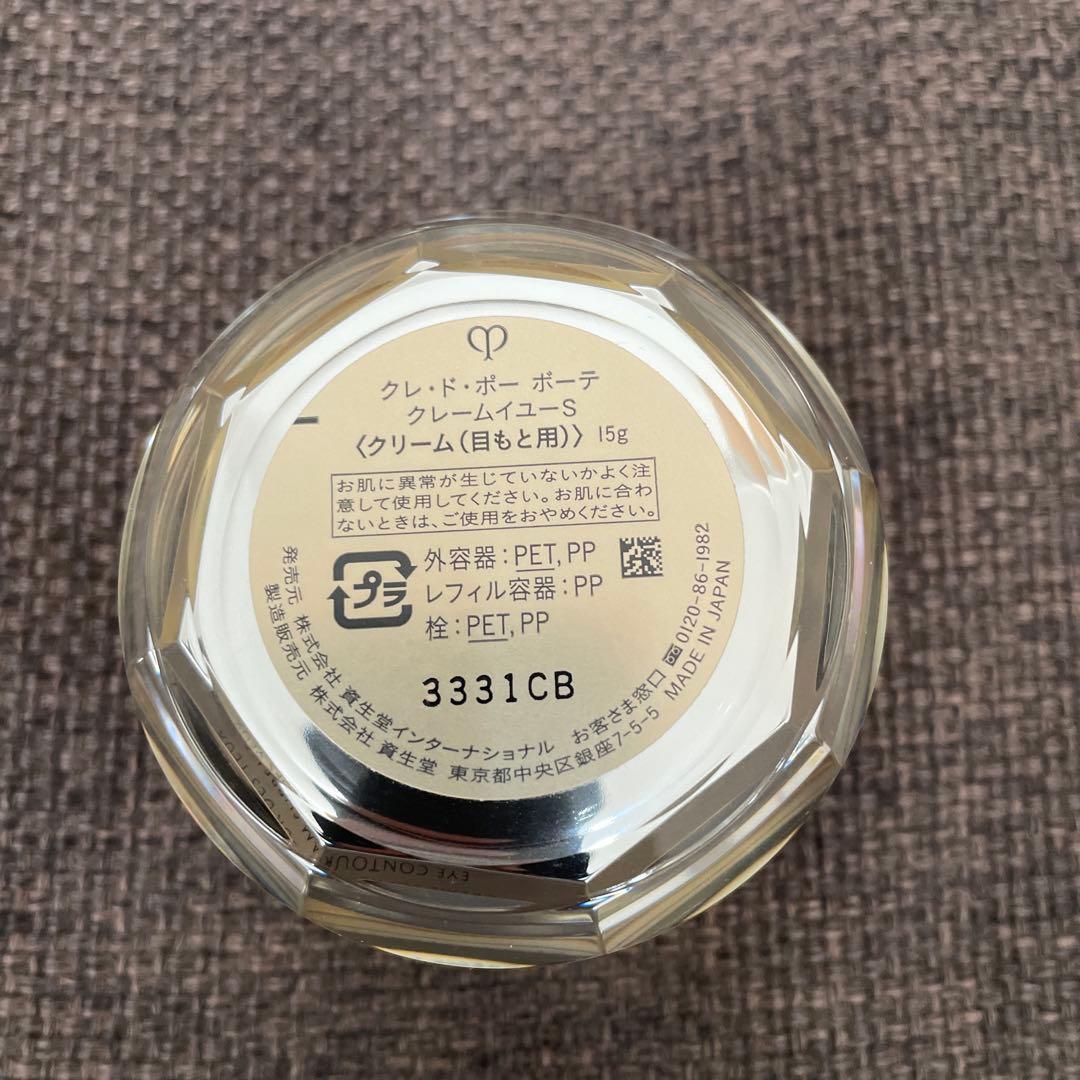 クレ・ド・ポー ボーテ
クレームイユーS
〈クリーム(目もと用)〉 15g
お肌に異常が生じていないかよく注
意して使用してください。お肌に合わ
ないときは、ご使用をおやめください。
プラ
外容器:PET,PP
レフィル容器:PP
栓:PET,PP
3331CB
発売元 株式会社 資生堂インターナショナル お客さま窓口 0120-86-1982
製造販売元 株式会社 資生堂 東京都中央区銀座7-5-5 MADE IN JAPAN
EYE CONTOUR